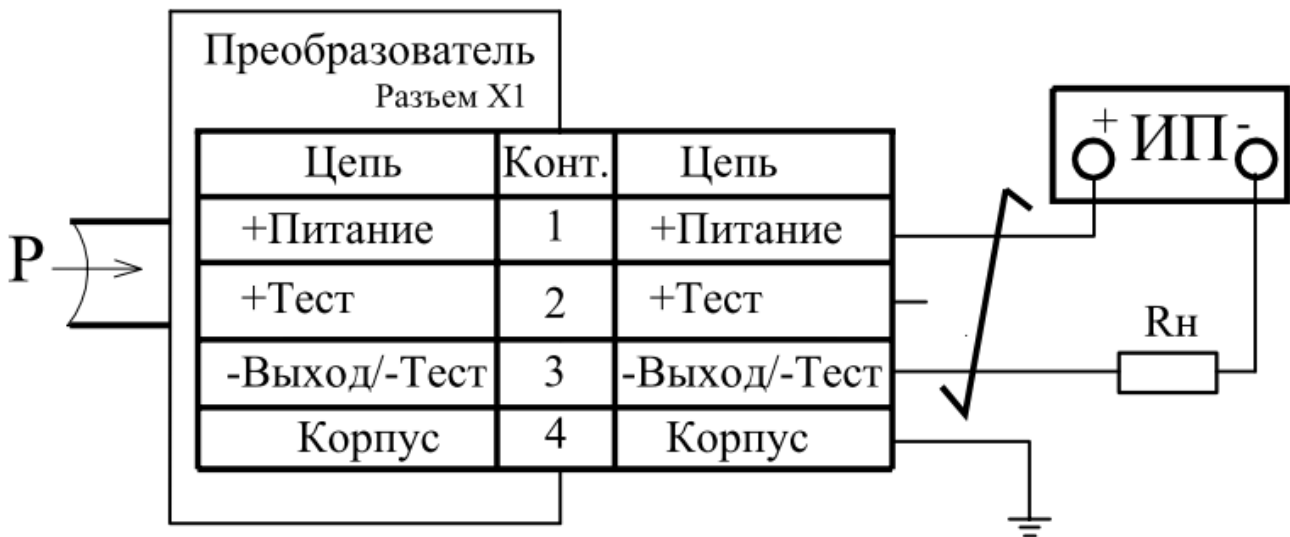 Преобразователь
Разъем X1
Цепь Конт. Цепь
+Питание 1 +Питание
+Тест 2 +Тест
-Выход/-Тест 3 -Выход/-Тест
Корпус 4 Корпус
P
+ ИП -
Rн